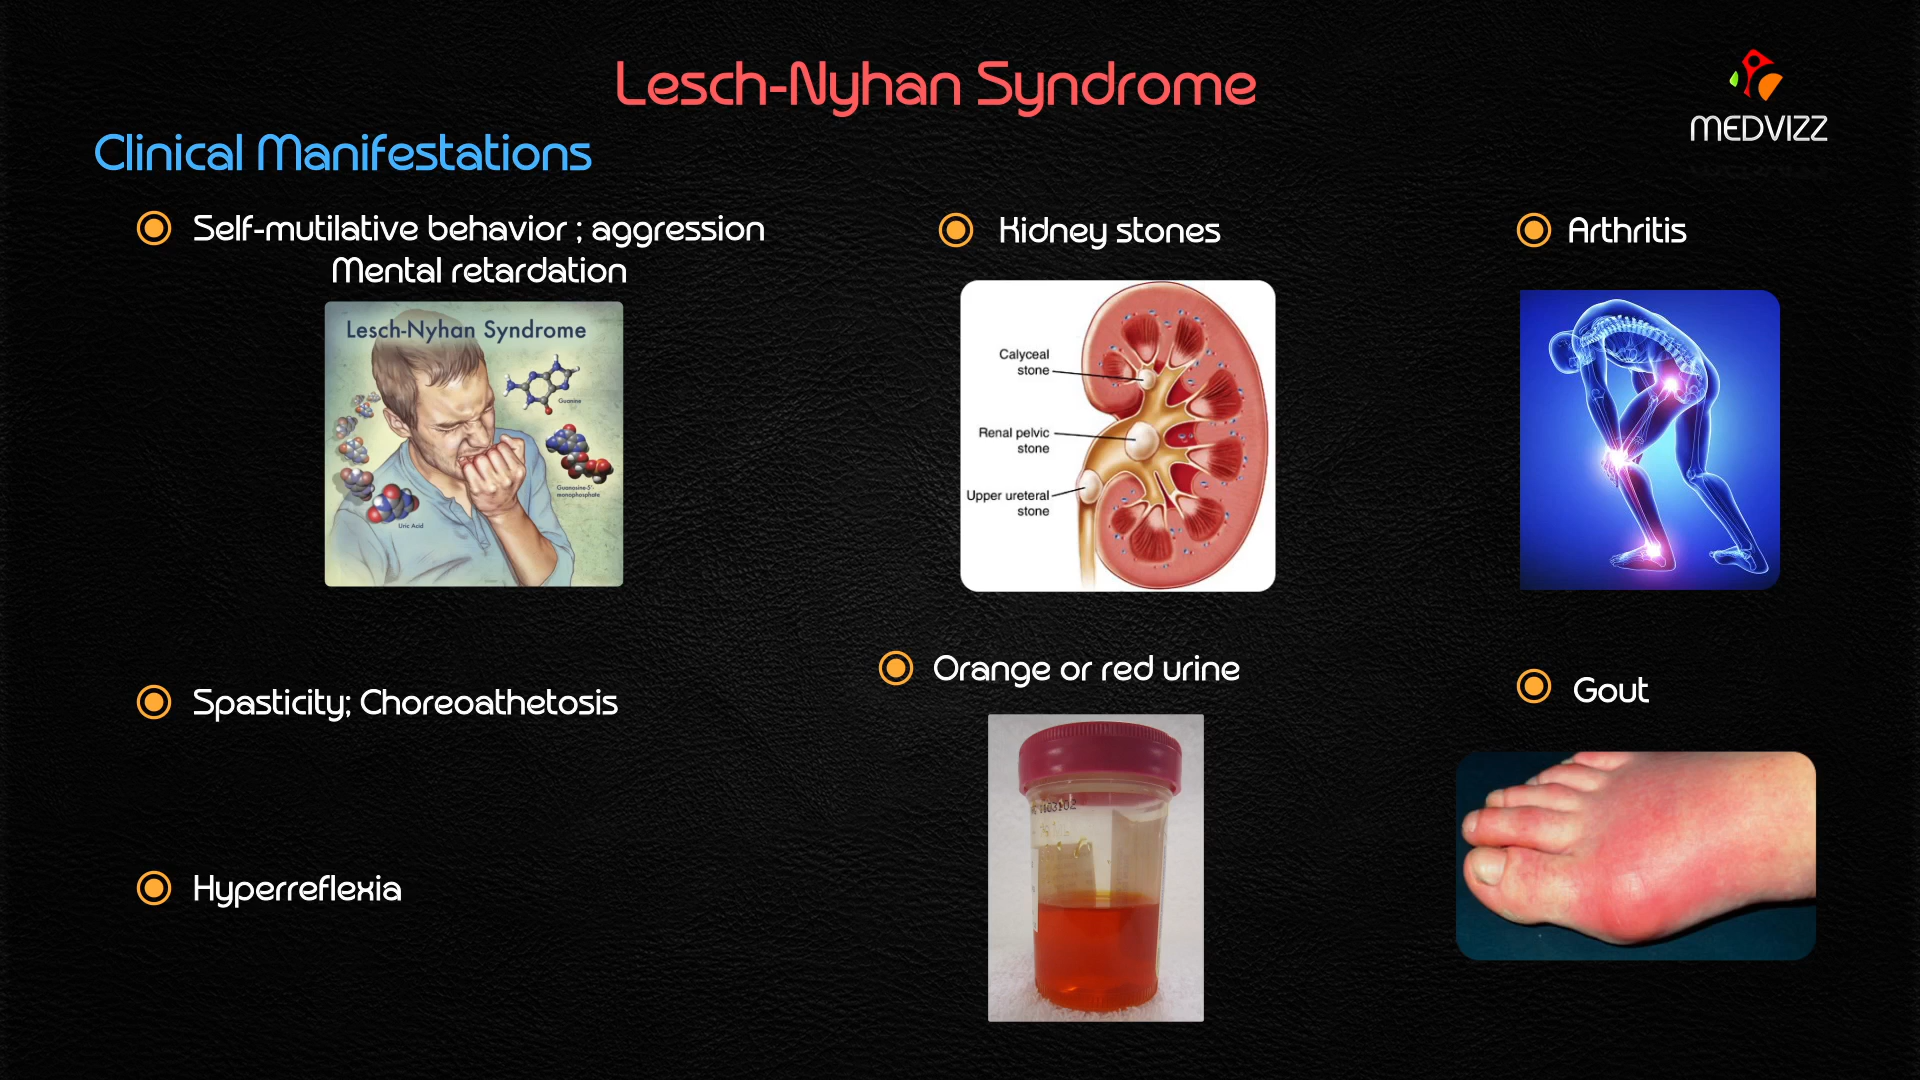 Lesch-Nyhan Syndrome
MEDVIZZ
Clinical Manifestations
Self-mutilative behavior ; aggression
Mental retardation
Lesch-Nyhan Syndrome
Guanine
Guanosine-5'-
monophosphate
Uric Acid
Kidney stones
Calyceal
stone
Renal pelvic
stone
Upper ureteral
stone
Arthritis
Spasticity; Choreoathetosis
Orange or red urine
Gout
Hyperreflexia